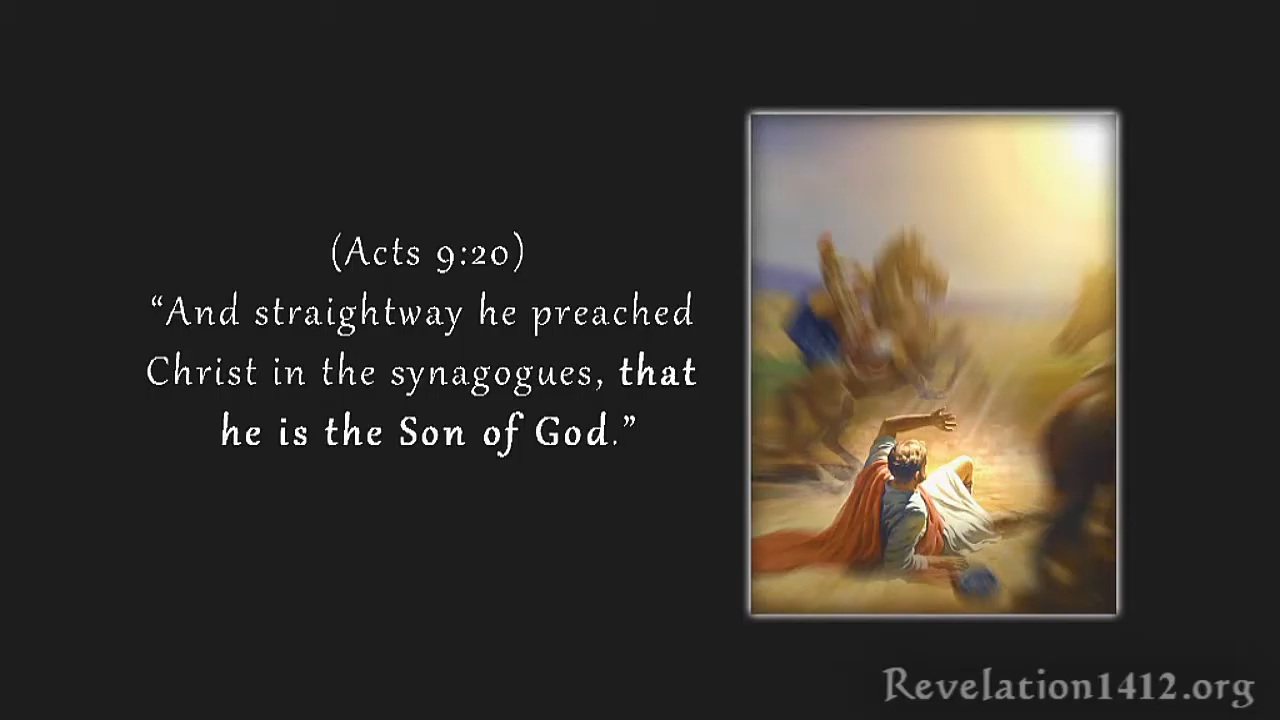 (Acts 9:20)
“And straightway he preached
Christ in the synagogues, that
he is the Son of God.”
Revelation1412.org